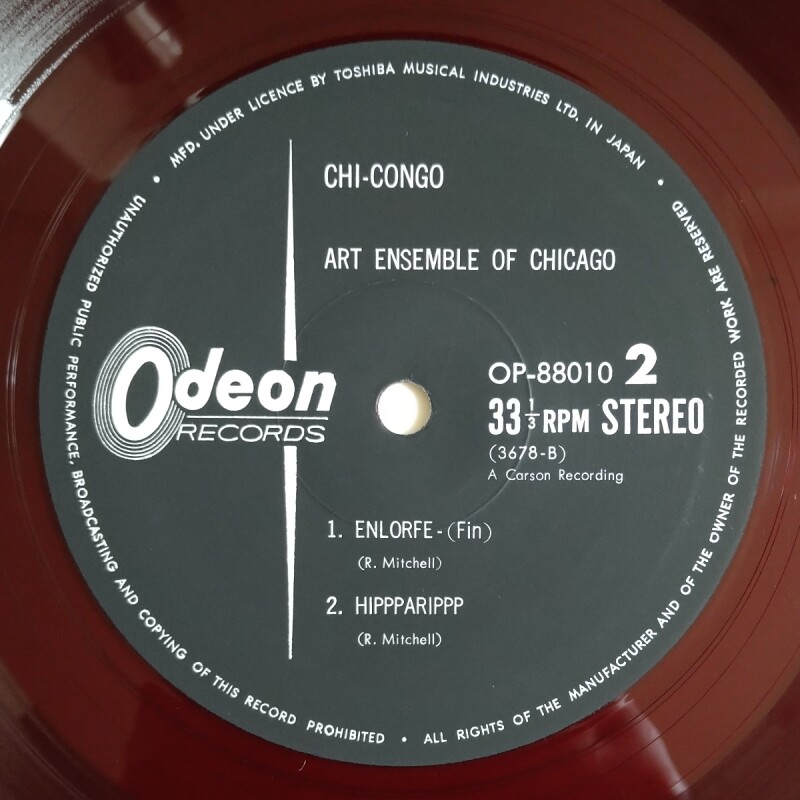 MFD. UNDER LICENCE BY TOSHIBA MUSICAL INDUSTRIES LTD. IN JAPAN •
CHI-CONGO
ART ENSEMBLE OF CHICAGO
Odeon
RECORDS
OP-88010 2
33 1/3 RPM STEREO
(3678-B)
A Carson Recording
1. ENLORFE-(Fin)
(R. Mitchell)
2. HIPPPARIPPP
(R. Mitchell)
ALL RIGHTS OF THE MANUFACTURER AND OF THE OWNER OF THE RECORDED WORK ARE RESERVED •
UNAUTHORIZED PUBLIC PERFORMANCE, BROADCASTING AND COPYING OF THIS RECORD PROHIBITED •